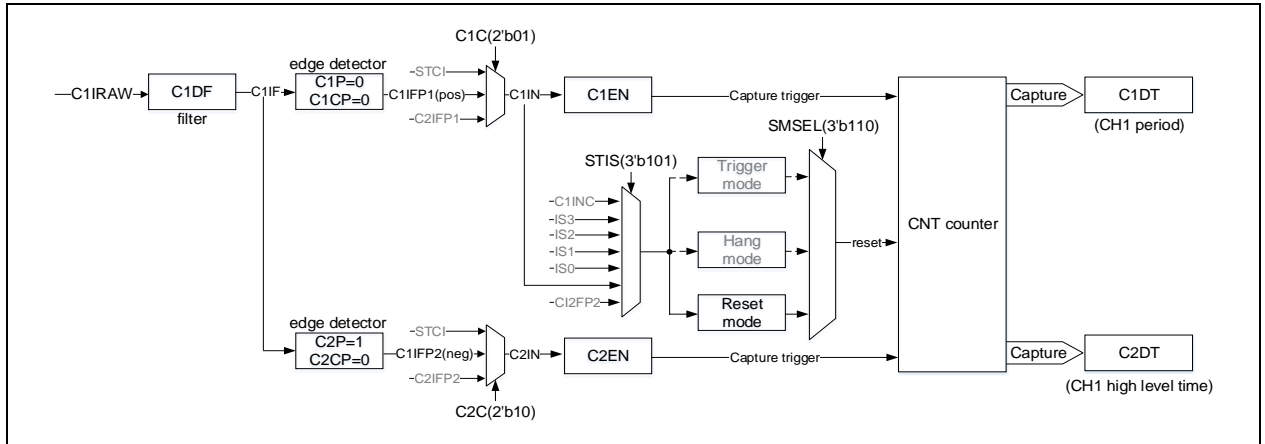 C1C(2'b01)
edge detector
C1P=0
C1CP=0
STCI
C1IRAW
C1DF
C1IF
C1IFP1(pos)
C1IN
C1EN
Capture trigger
Capture
C1DT
filter
C2IFP1
(CH1 period)
SMSEL(3'b110)
STIS(3'b101)
Trigger
mode
C1INC
IS3
IS2
IS1
IS0
CI2FP2
Hang
mode
reset
CNT counter
Reset
mode
edge detector
C2P=1
C2CP=0
STCI
C1IFP2(neg)
C2IN
C2EN
Capture trigger
Capture
C2DT
C2IFP2
(CH1 high level time)
C2C(2'b10)